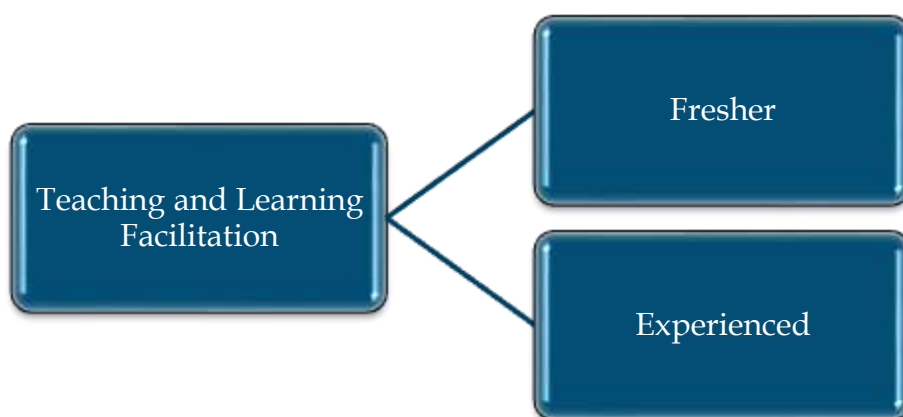 Teaching and Learning
Facilitation
Fresher
Experienced